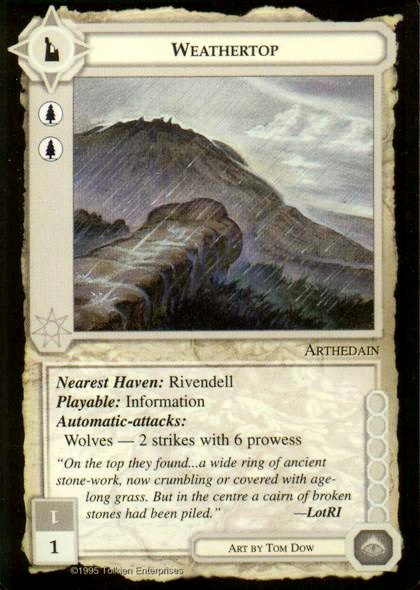 WEATHERTOP
ARTHEDAIN
Nearest Haven: Rivendell
Playable: Information
Automatic-attacks:
Wolves — 2 strikes with 6 prowess
“On the top they found...a wide ring of ancient
stone-work, now crumbling or covered with age-
long grass. But in the centre a cairn of broken
stones had been piled.” —LotRI
1
1
ART BY TOM DOW
©1995 Tolkien Enterprises